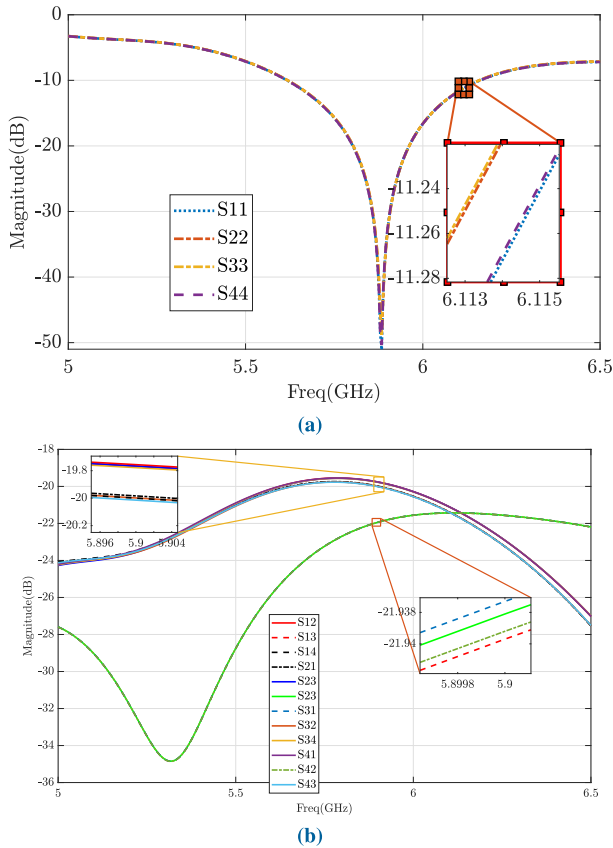 0
-10
-20
-30
-40
-50
Magnitude(dB)
S11
S22
S33
S44
-11.24
-11.26
-11.28
6.113
6.115
5
5.5
6
6.5
Freq(GHz)
(a)
-18
-20
-22
-24
-26
-28
-30
-32
-34
-36
Magnitude(dB)
-19.8
-20
-20.2
5.896
5.9
5.904
S12
S13
S14
S21
S23
S23
S31
S32
S34
S41
S42
S43
-21.938
-21.94
5.8998
5.9
5
5.5
6
6.5
Freq(GHz)
(b)